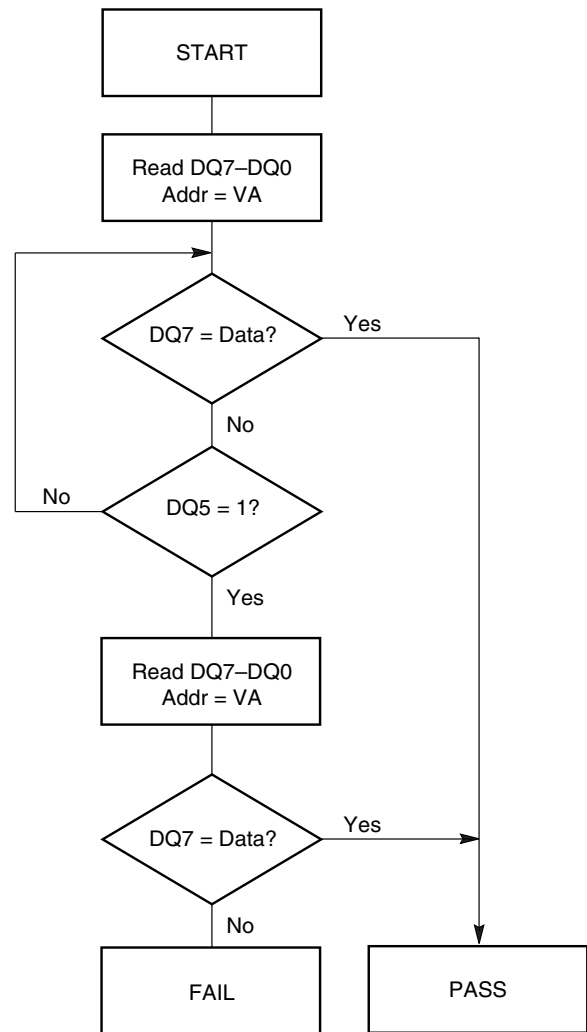 START
Read DQ7–DQ0
Addr = VA
DQ7 = Data?
Yes
No
No
DQ5 = 1?
Yes
Read DQ7–DQ0
Addr = VA
DQ7 = Data?
Yes
No
FAIL
PASS